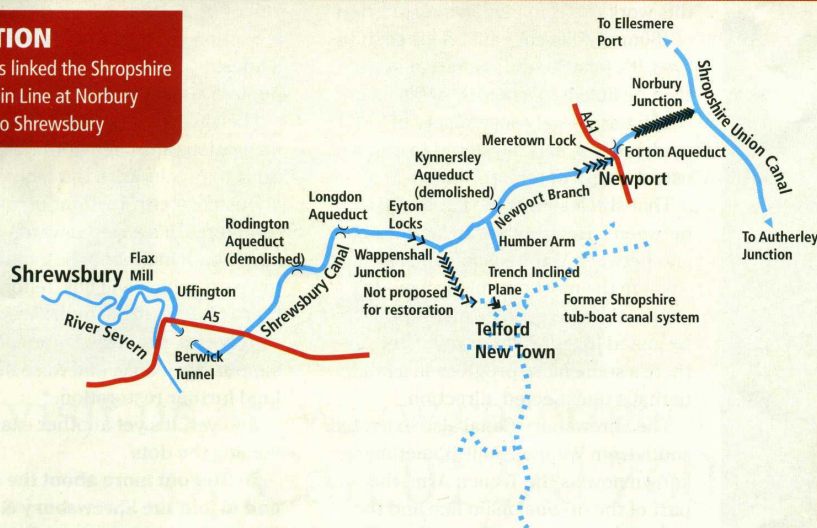 TION
s linked the Shropshire
in Line at Norbury
o Shrewsbury
To Ellesmere
Port
Shropshire Union Canal
Norbury
Junction
A41
Meretown Lock
Forton Aqueduct
Newport
Kynnersley
Aqueduct
(demolished)
Newport Branch
Humber Arm
To Autherley
Junction
Longdon
Aqueduct
Eyton
Locks
Rodington
Aqueduct
(demolished)
Wappenshall
Junction
Not proposed
for restoration
Trench Inclined
Plane
Former Shropshire
tub-boat canal system
Telford
New Town
Shrewsbury Canal
Shrewsbury
Flax
Mill
Uffington
A5
River Severn
Berwick
Tunnel